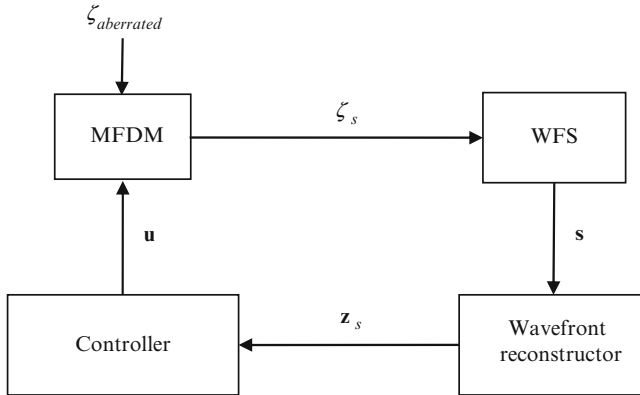 ζ_aberrated
MFDM
ζ_s
WFS
u
s
Controller
z_s
Wavefront
reconstructor